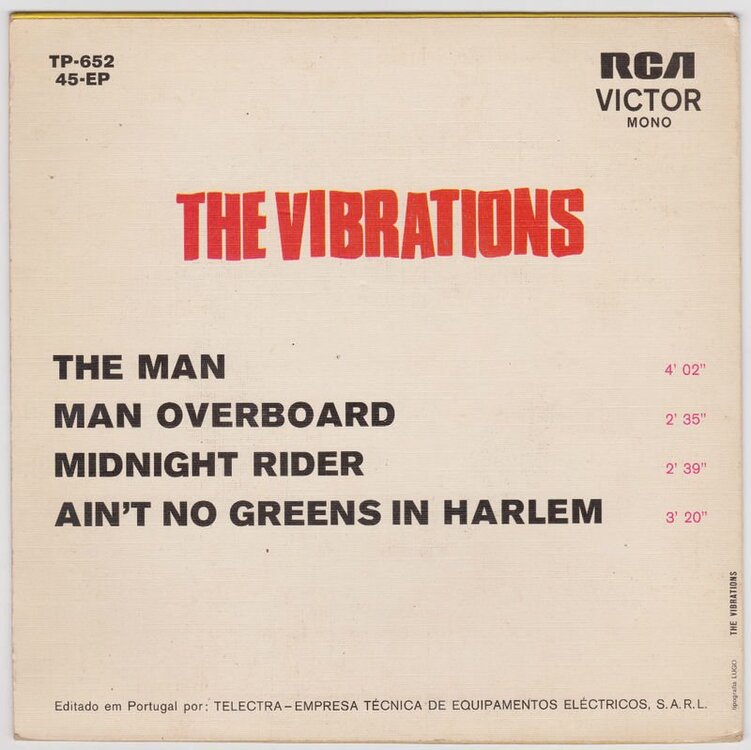 TP-652
45-EP
RCA
VICTOR
MONO
THE VIBRATIONS
THE MAN 4' 02"
MAN OVERBOARD 2' 35"
MIDNIGHT RIDER 2' 39"
AIN'T NO GREENS IN HARLEM 3' 20"
THE VIBRATIONS
tipografia LUGO
Editado em Portugal por: TELECTRA—EMPRESA TÉCNICA DE EQUIPAMENTOS ELÉCTRICOS, S.A.R.L.